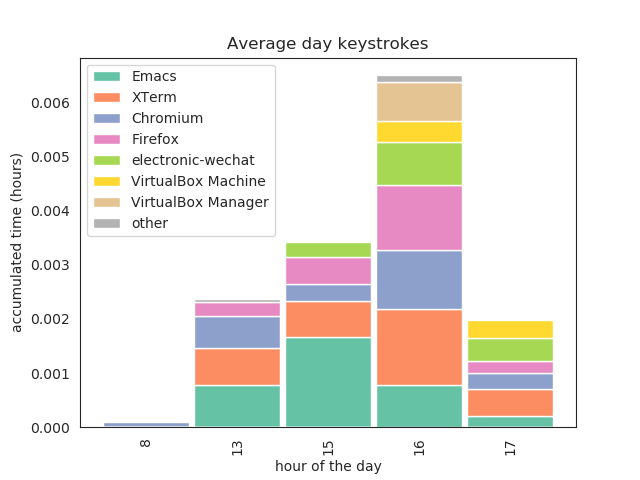 Average day keystrokes
Emacs
XTerm
Chromium
Firefox
electronic-wechat
VirtualBox Machine
VirtualBox Manager
other
accumulated time (hours)
0.006
0.005
0.004
0.003
0.002
0.001
0.000
8
13
15
16
17
hour of the day